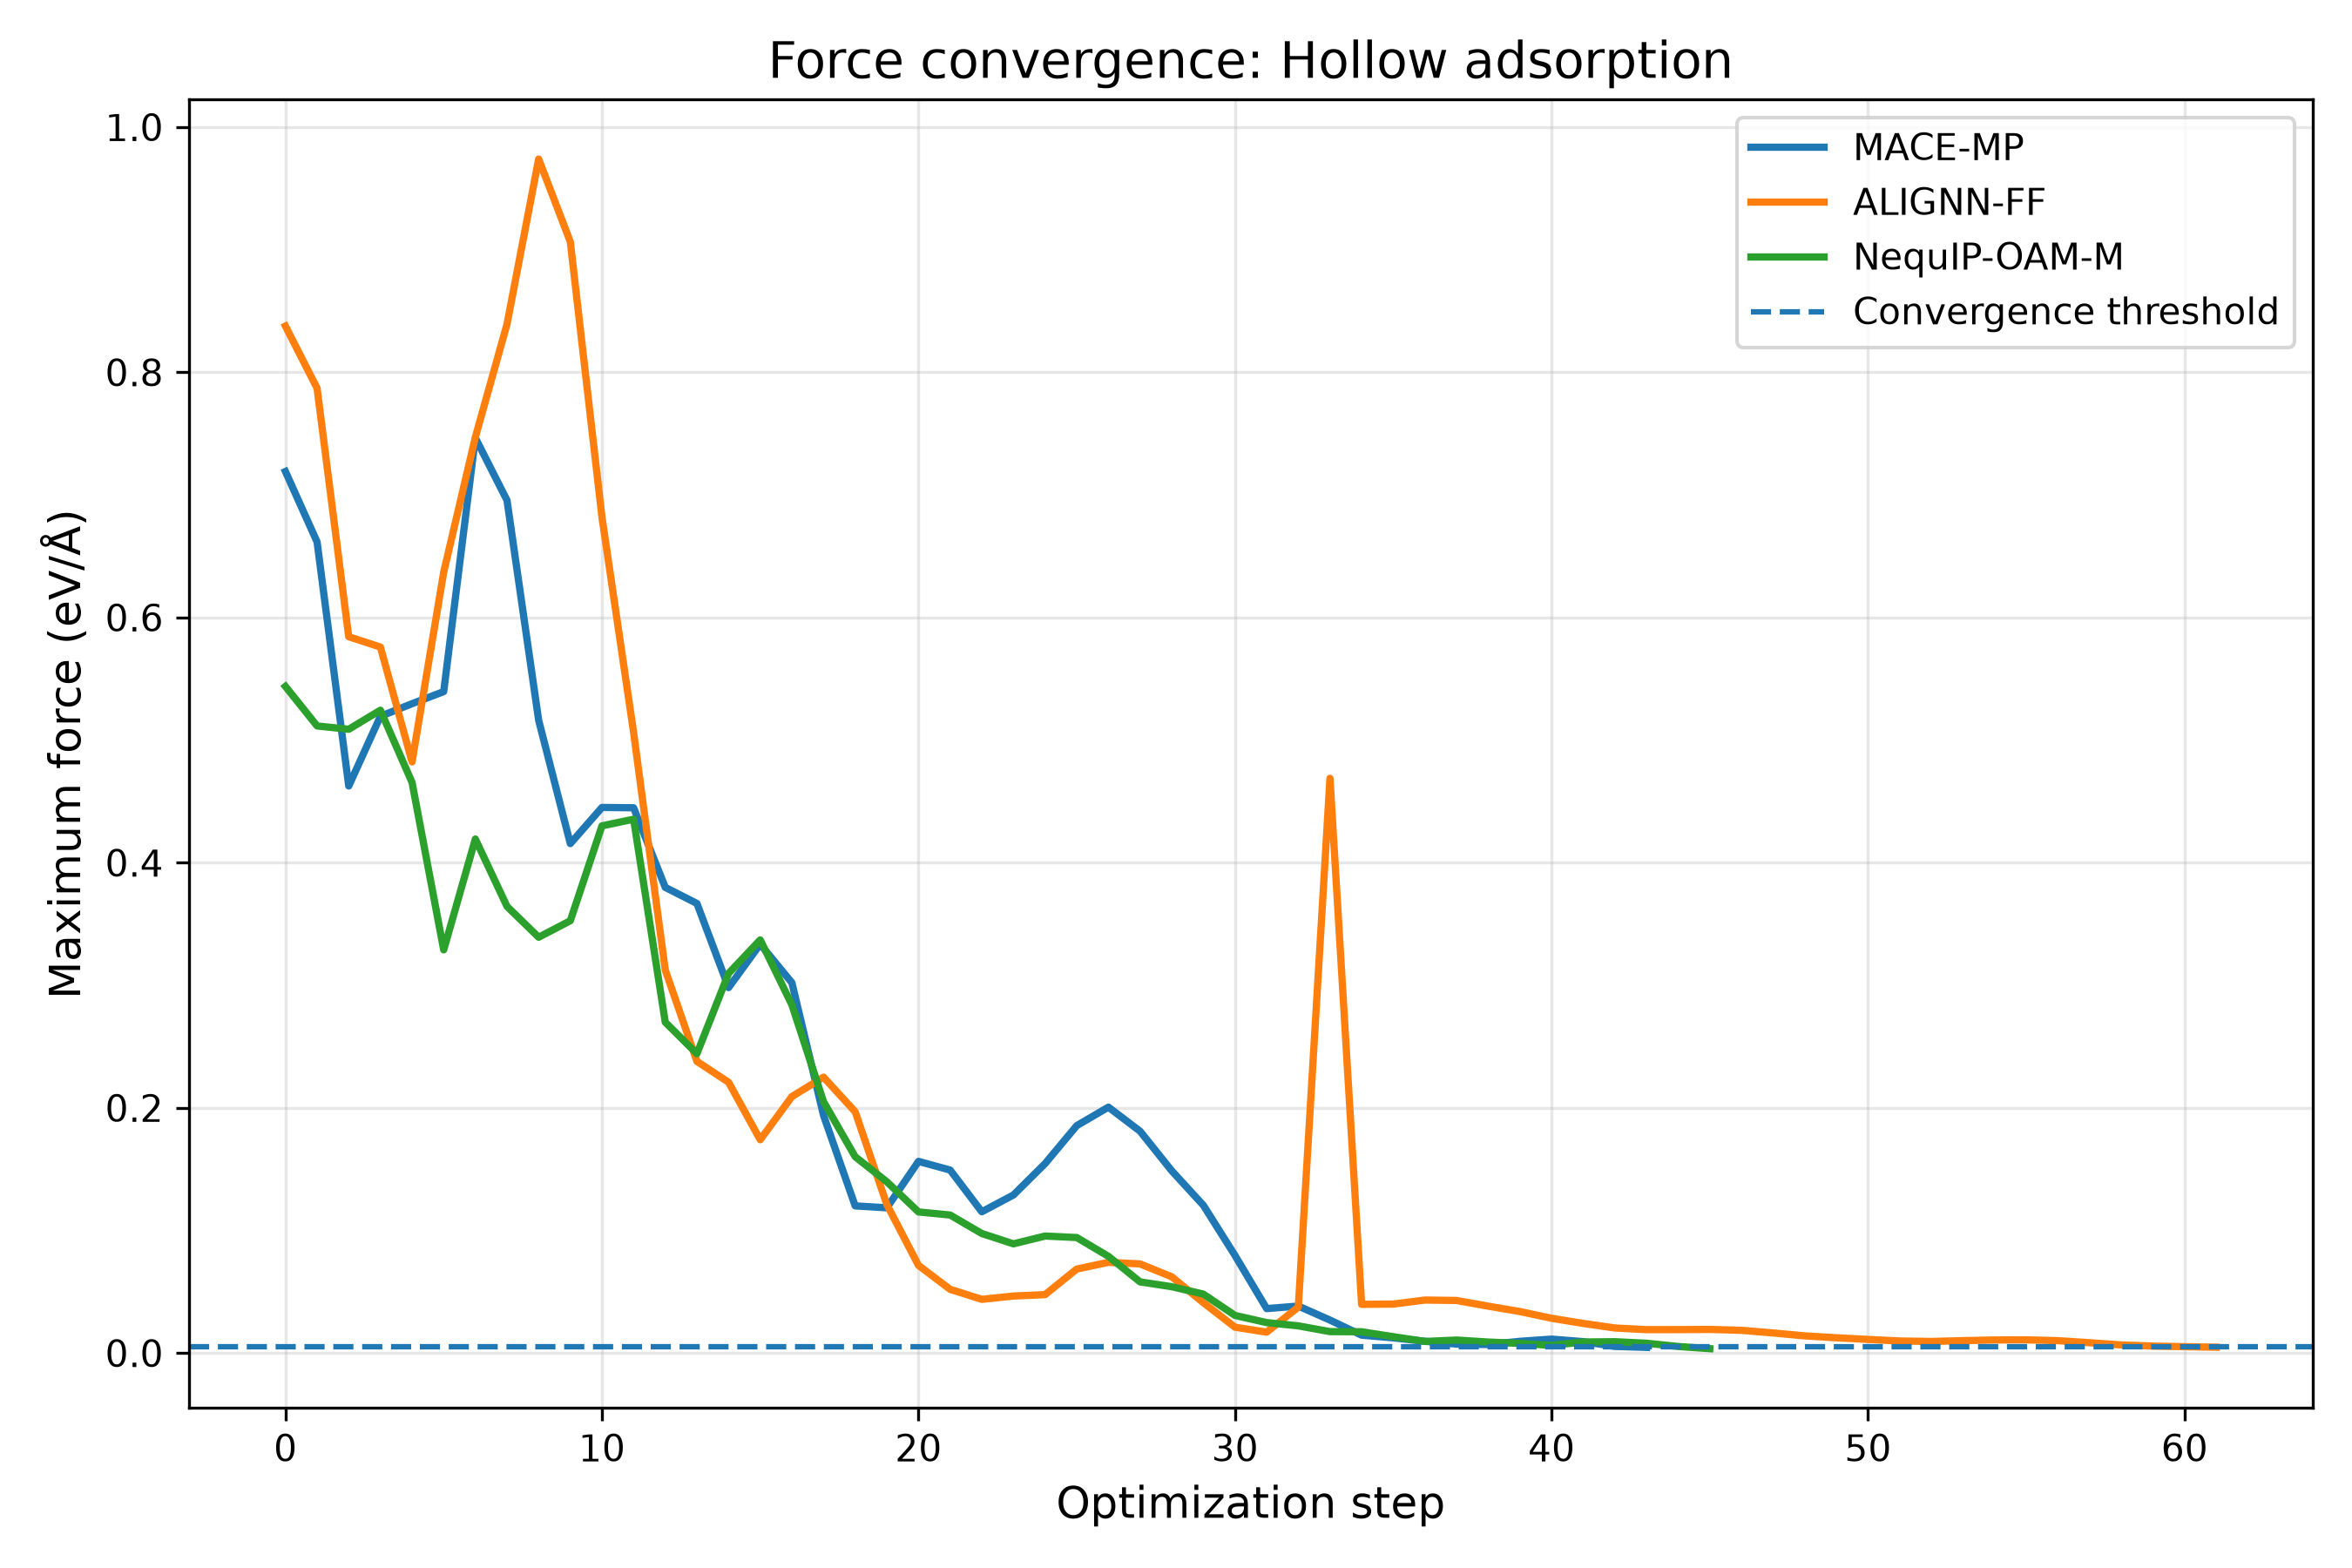 Force convergence: Hollow adsorption
1.0
0.8
0.6
0.4
0.2
0.0
Maximum force (eV/Å)
MACE-MP
ALIGNN-FF
NequIP-OAM-M
Convergence threshold
0 10 20 30 40 50 60
Optimization step